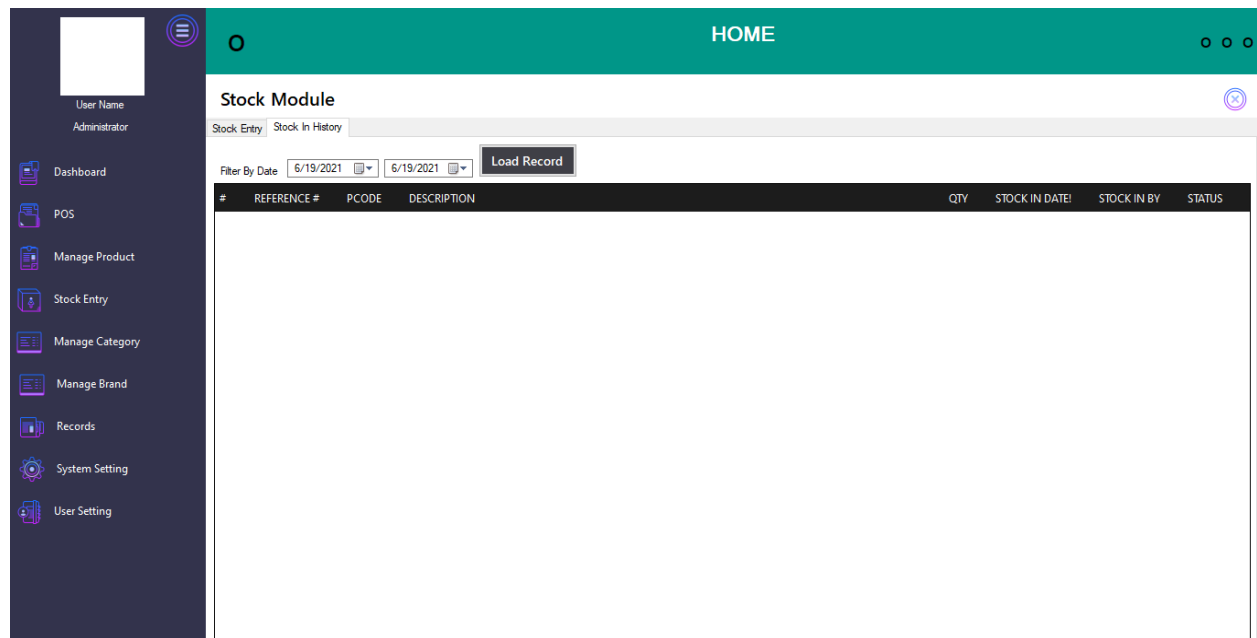 HOME
User Name
Administrator
Dashboard
POS
Manage Product
Stock Entry
Manage Category
Manage Brand
Records
System Setting
User Setting
Stock Module
Stock Entry Stock In History
Filter By Date 6/19/2021 6/19/2021 Load Record
# REFERENCE # PCODE DESCRIPTION QTY STOCK IN DATE! STOCK IN BY STATUS